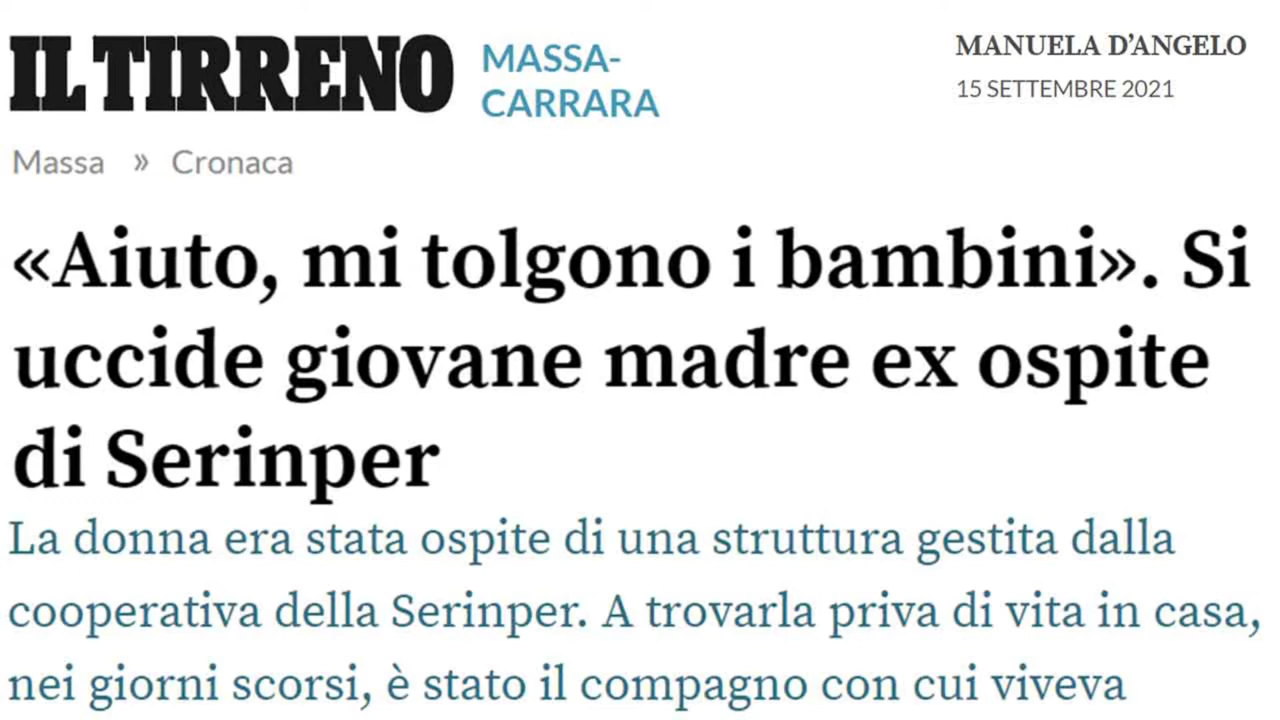 IL TIRRENO
MASSA-
CARRARA
MANUELA D’ANGELO
15 SETTEMBRE 2021
Massa » Cronaca
«Aiuto, mi tolgono i bambini». Si
uccide giovane madre ex ospite
di Serinper
La donna era stata ospite di una struttura gestita dalla
cooperativa della Serinper. A trovarla priva di vita in casa,
nei giorni scorsi, è stato il compagno con cui viveva